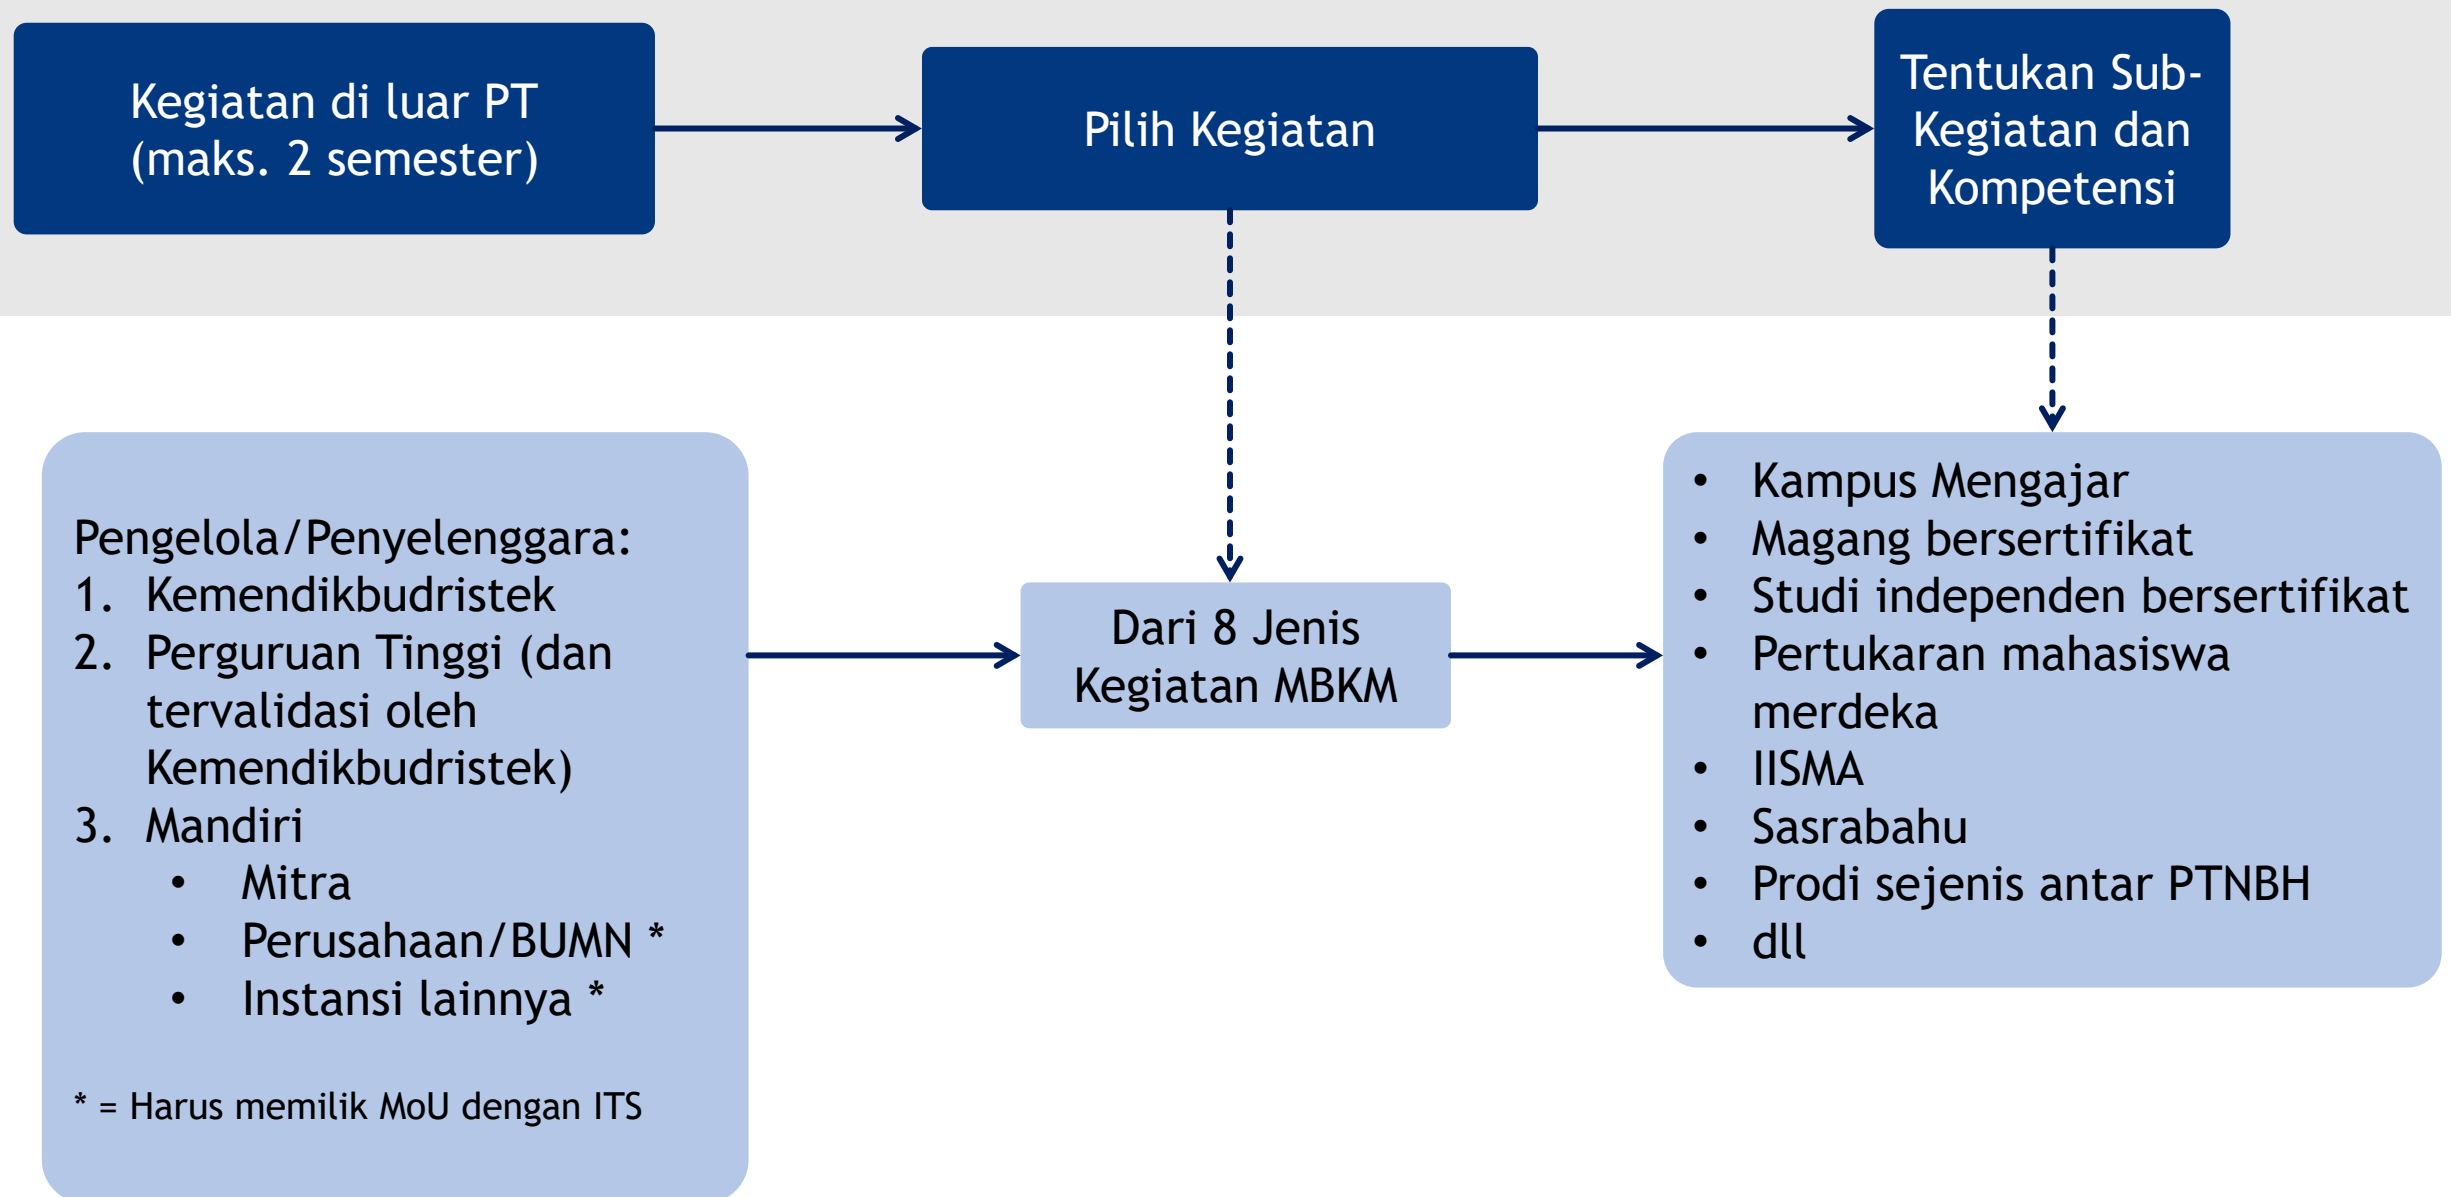 Kegiatan di luar PT
(maks. 2 semester)
Pilih Kegiatan
Tentukan Sub-
Kegiatan dan
Kompetensi
Pengelola/Penyelenggara:
1. Kemendikbudristek
2. Perguruan Tinggi (dan
tervalidasi oleh
Kemendikbudristek)
3. Mandiri
• Mitra
• Perusahaan/BUMN *
• Instansi lainnya *
* = Harus memilik MoU dengan ITS
Dari 8 Jenis
Kegiatan MBKM
• Kampus Mengajar
• Magang bersertifikat
• Studi independen bersertifikat
• Pertukaran mahasiswa
merdeka
• IISMA
• Sasrabahu
• Prodi sejenis antar PTNBH
• dll